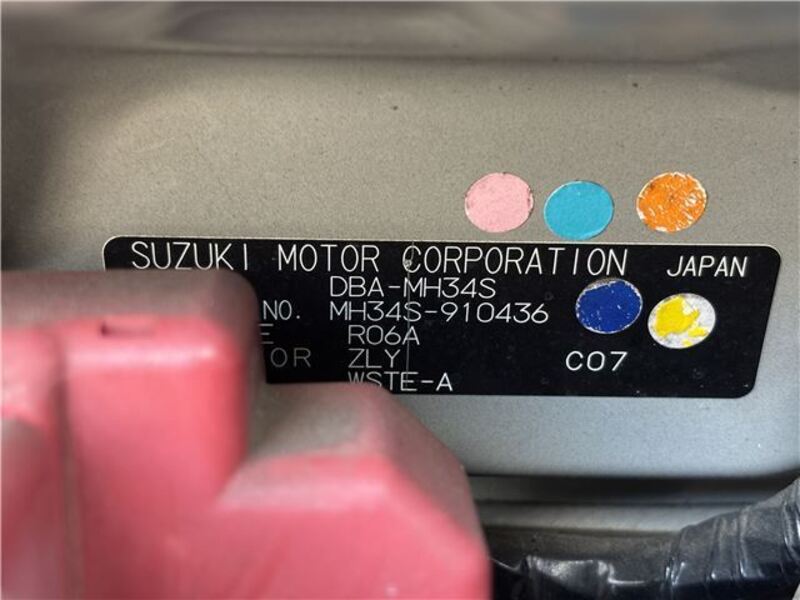 SUZUKI MOTOR CORPORATION JAPAN
DBA-MH34S
NO. MH34S-910436
E R06A
OR ZLY C07
WSTE-A